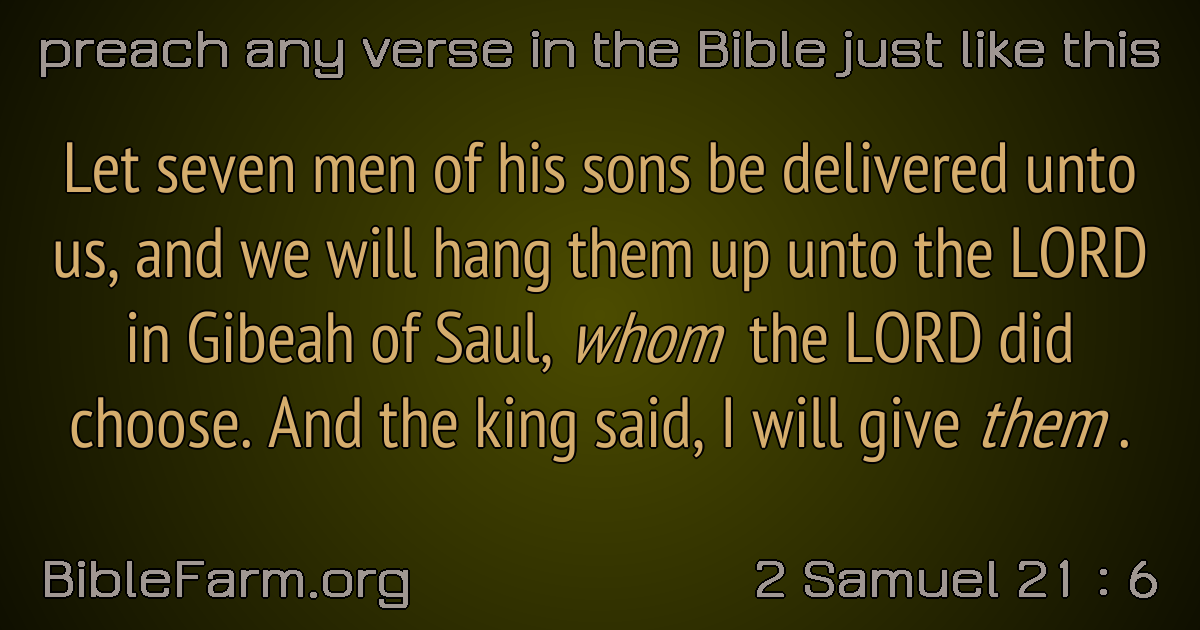 preach any verse in the Bible just like this
Let seven men of his sons be delivered unto
us, and we will hang them up unto the LORD
in Gibeah of Saul, whom the LORD did
choose. And the king said, I will give them .
BibleFarm.org
2 Samuel 21 : 6